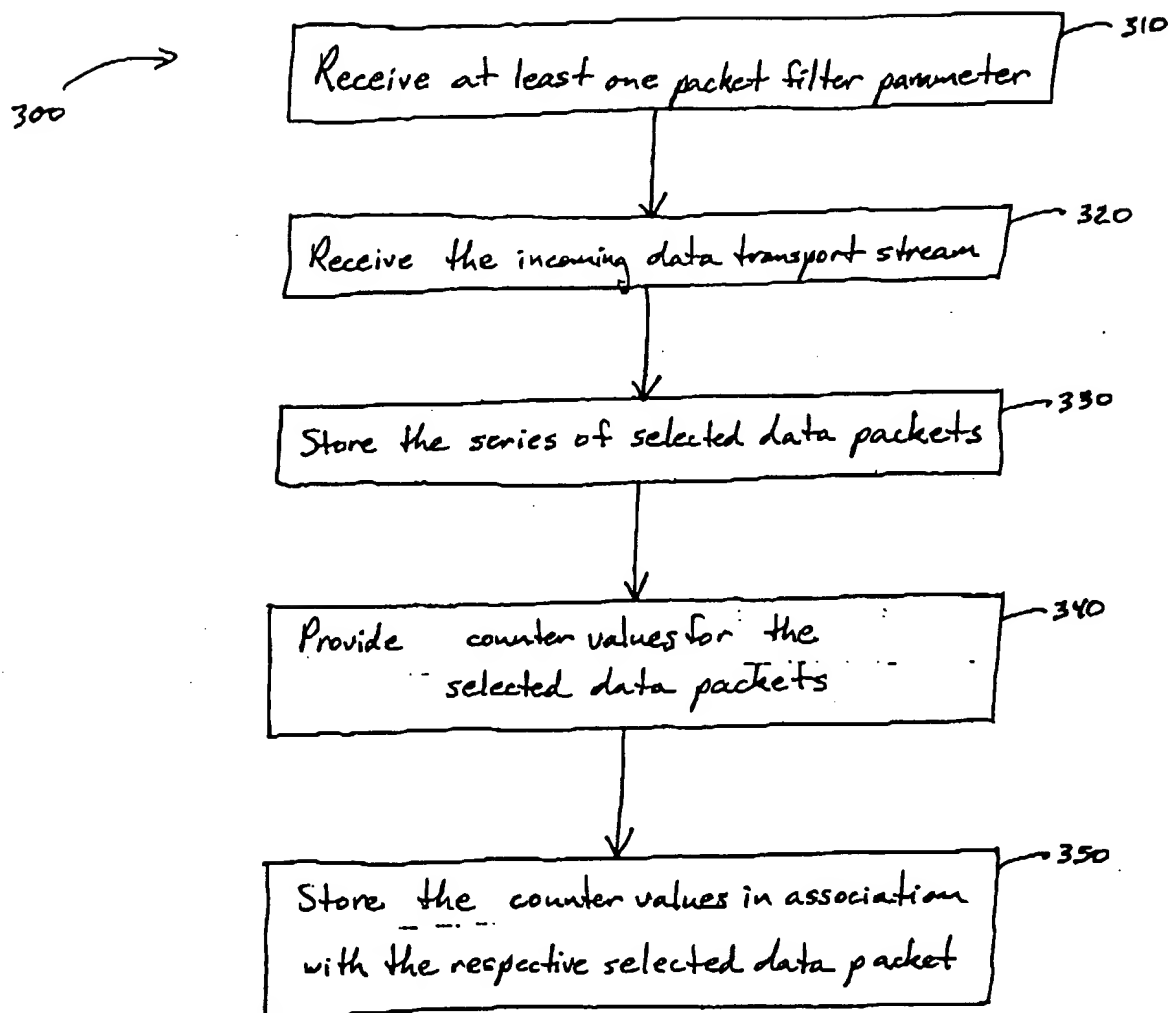 310
Receive at least one packet filter parameter
300
320
Receive the incoming data transport stream
330
Store the series of selected data packets
340
Provide counter values for the
selected data packets
350
Store the counter values in association
with the respective selected data packet